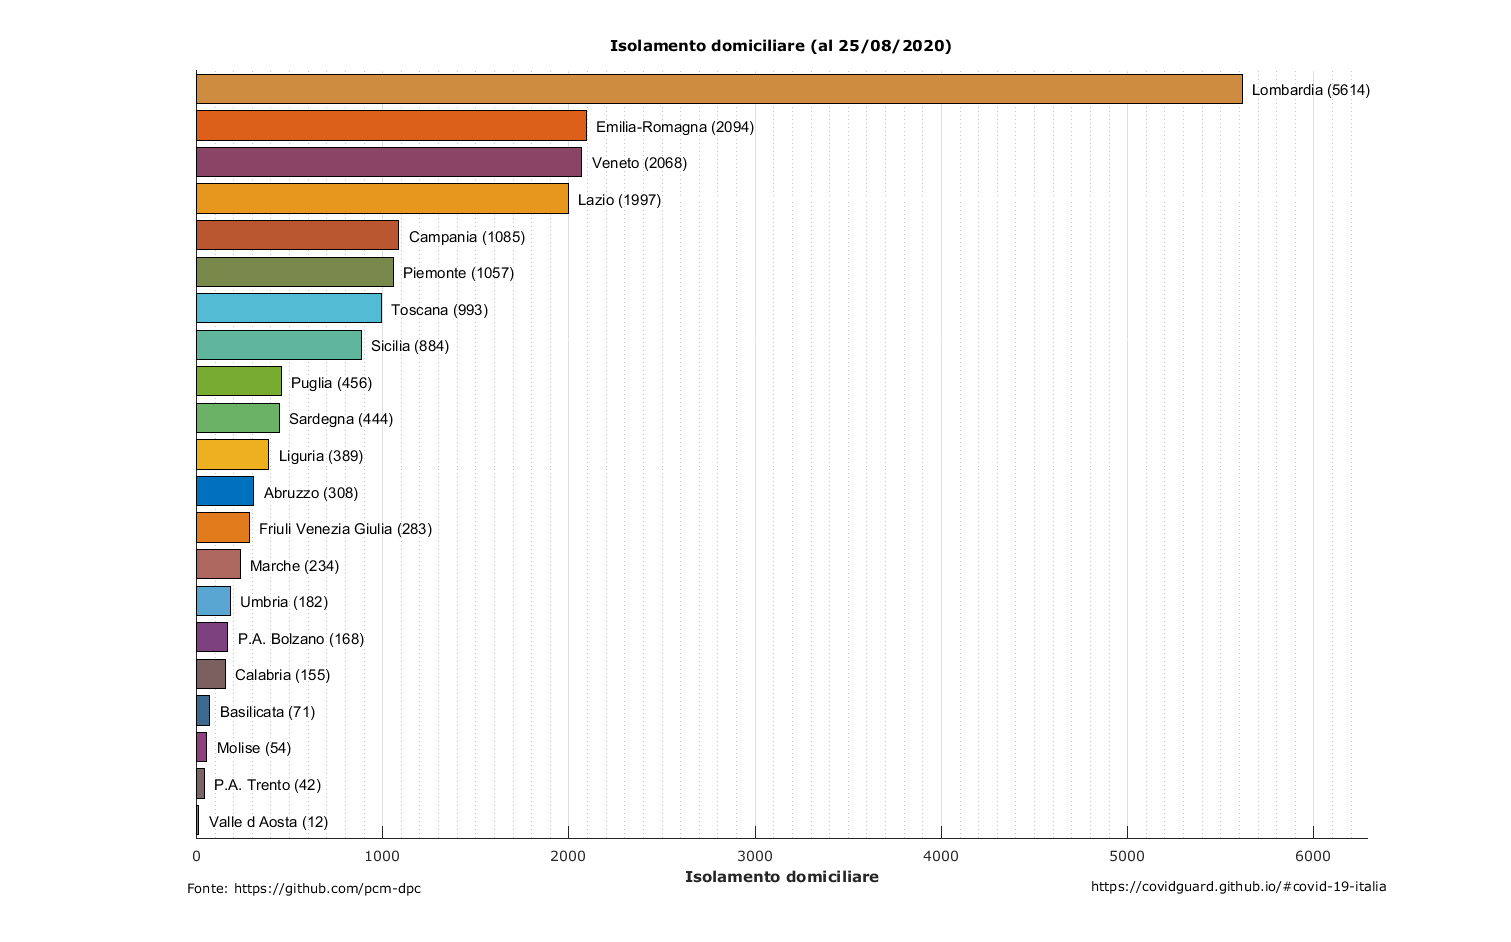 Isolamento domiciliare (al 25/08/2020)
Lombardia (5614)
Emilia-Romagna (2094)
Veneto (2068)
Lazio (1997)
Campania (1085)
Piemonte (1057)
Toscana (993)
Sicilia (884)
Puglia (456)
Sardegna (444)
Liguria (389)
Abruzzo (308)
Friuli Venezia Giulia (283)
Marche (234)
Umbria (182)
P.A. Bolzano (168)
Calabria (155)
Basilicata (71)
Molise (54)
P.A. Trento (42)
Valle d Aosta (12)
0 1000 2000 3000 4000 5000 6000
Isolamento domiciliare
Fonte: https://github.com/pcm-dpc
https://covidguard.github.io/#covid-19-italia